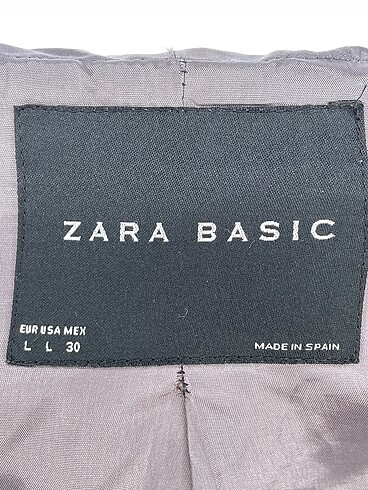 ZARA BASIC
EUR USA MEX
L L 30
MADE IN SPAIN